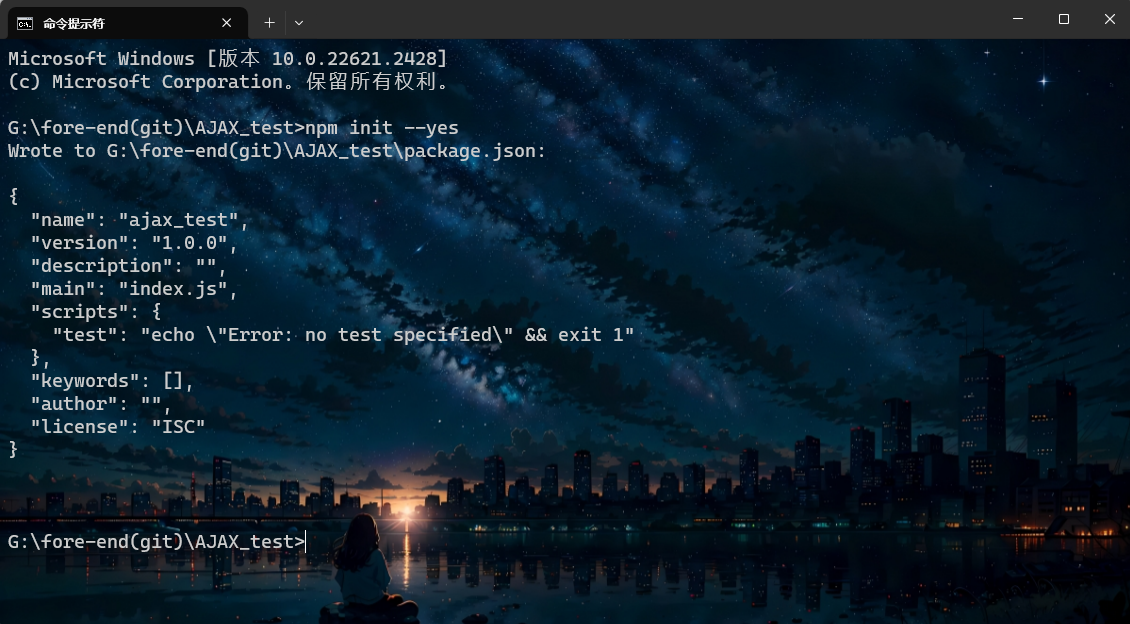 命令提示符
Microsoft Windows [版本 10.0.22621.2428]
(c) Microsoft Corporation。保留所有权利。
G:\fore-end(git)\AJAX_test>npm init --yes
Wrote to G:\fore-end(git)\AJAX_test\package.json:
{
  "name": "ajax_test",
  "version": "1.0.0",
  "description": "",
  "main": "index.js",
  "scripts": {
    "test": "echo \"Error: no test specified\" && exit 1"
  },
  "keywords": [],
  "author": "",
  "license": "ISC"
}
G:\fore-end(git)\AJAX_test>